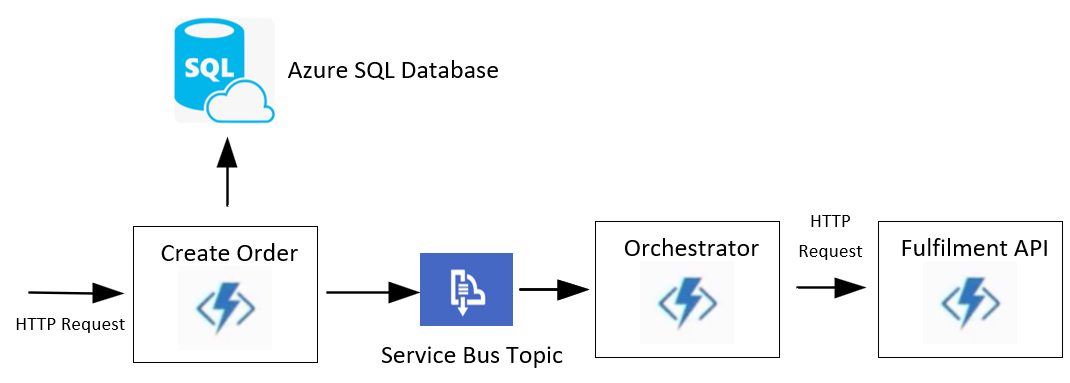 SQL
Azure SQL Database
Create Order
HTTP Request
Service Bus Topic
Orchestrator
HTTP
Request
Fulfilment API